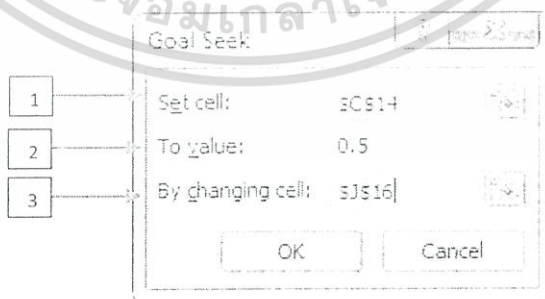 Goal Seek
1
Set cell:
$C$14
2
To value:
0.5
3
By changing cell:
$J$16
OK
Cancel